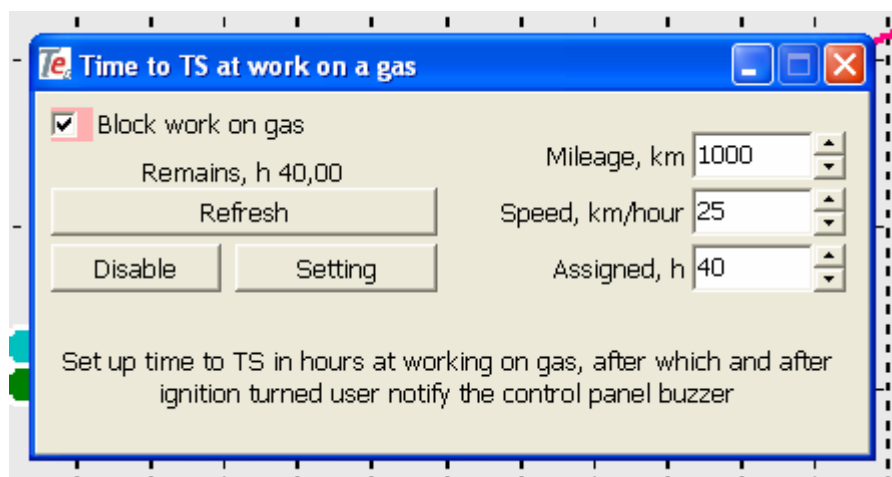 Te Time to TS at work on a gas
Block work on gas
Remains, h 40,00
Refresh
Disable
Setting
Mileage, km 1000
Speed, km/hour 25
Assigned, h 40
Set up time to TS in hours at working on gas, after which and after
ignition turned user notify the control panel buzzer